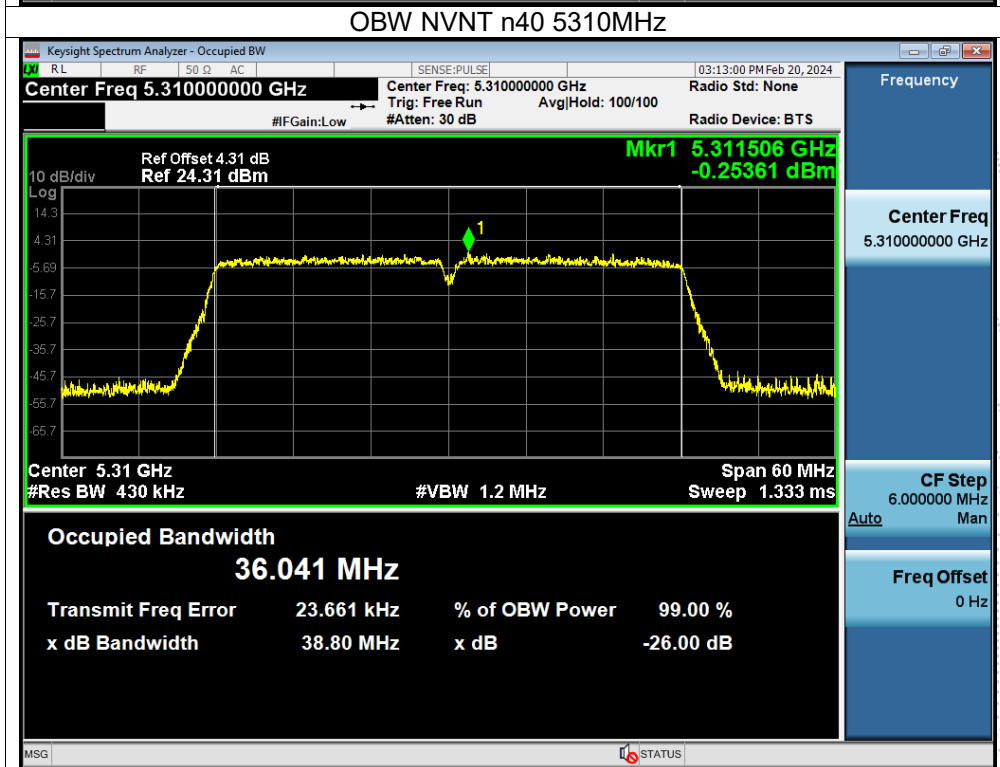 OBW NVNT n40 5310MHz
Keysight Spectrum Analyzer - Occupied BW
LXI RL RF 50 Ω AC SENSE:PULSE 03:13:00 PM Feb 20, 2024
Center Freq 5.310000000 GHz
Center Freq: 5.310000000 GHz
Radio Std: None
Trig: Free Run Avg|Hold: 100/100
#IFGain:Low
#Atten: 30 dB
Radio Device: BTS
Frequency
Mkr1 5.311506 GHz
-0.25361 dBm
Ref Offset 4.31 dB
10 dB/div Ref 24.31 dBm
Log
14.3
4.31
-5.69
-15.7
-25.7
-35.7
-45.7
-55.7
-65.7
1
Center 5.31 GHz
Span 60 MHz
#Res BW 430 kHz
#VBW 1.2 MHz
Sweep 1.333 ms
Center Freq
5.310000000 GHz
CF Step
6.000000 MHz
Auto Man
Freq Offset
0 Hz
Occupied Bandwidth
36.041 MHz
Transmit Freq Error 23.661 kHz % of OBW Power 99.00 %
x dB Bandwidth 38.80 MHz x dB -26.00 dB
MSG STATUS